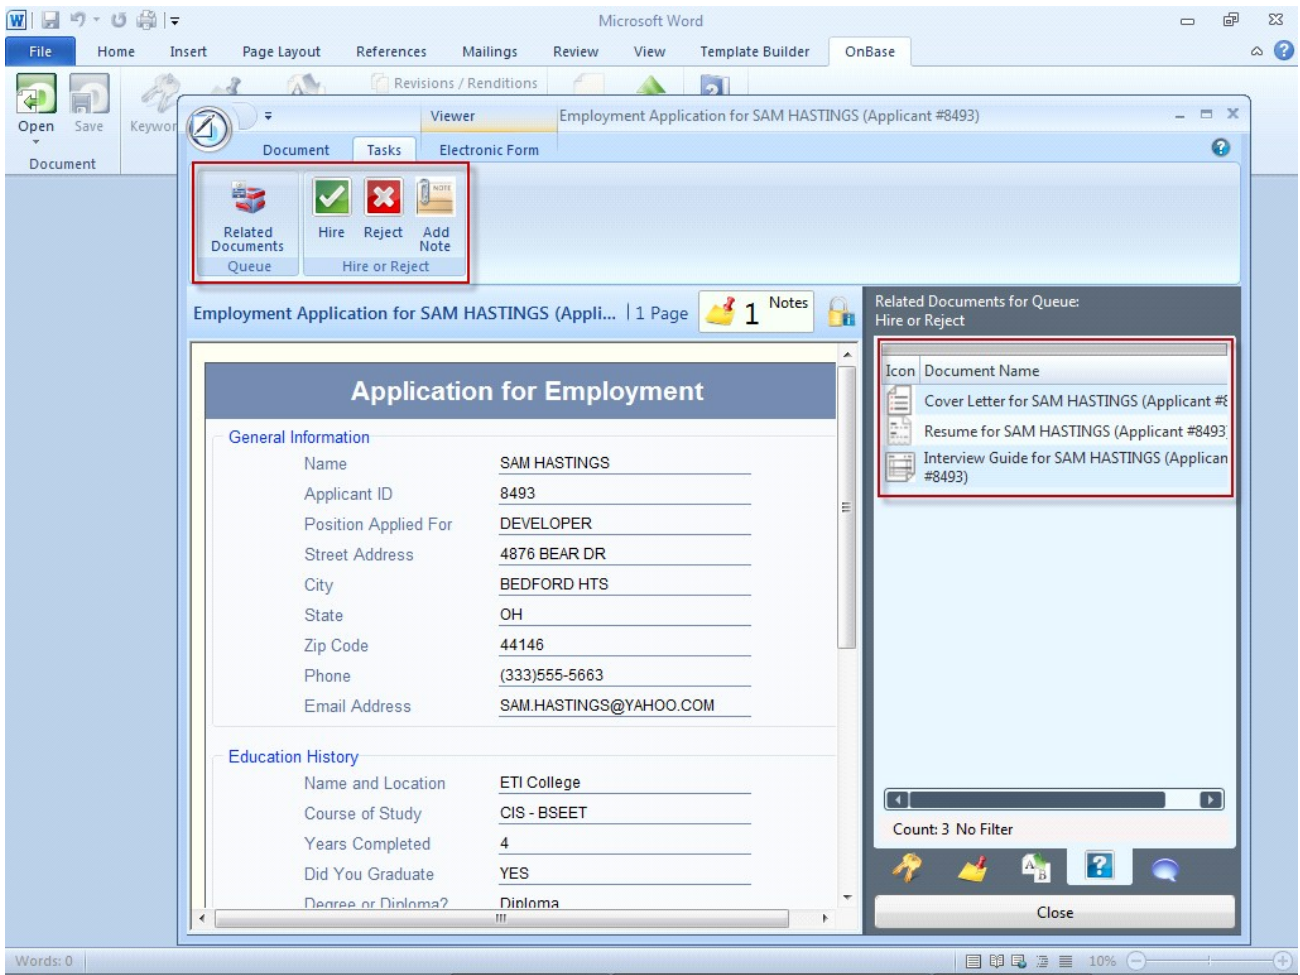 Microsoft Word
File Home Insert Page Layout References Mailings Review View Template Builder OnBase
Revisions / Renditions
Open Save Keywor
Document
Viewer Employment Application for SAM HASTINGS (Applicant #8493)
Document Tasks Electronic Form
NOTE
Related Documents
Hire Reject Add Note
Queue Hire or Reject
Employment Application for SAM HASTINGS (Appli... 1 Page 1 Notes
Application for Employment
General Information
Name SAM HASTINGS
Applicant ID 8493
Position Applied For DEVELOPER
Street Address 4876 BEAR DR
City BEDFORD HTS
State OH
Zip Code 44146
Phone (333)555-5663
Email Address SAM.HASTINGS@YAHOO.COM
Education History
Name and Location ETI College
Course of Study CIS - BSEET
Years Completed 4
Did You Graduate YES
Degree or Diploma? Diploma
Related Documents for Queue:
Hire or Reject
Icon Document Name
Cover Letter for SAM HASTINGS (Applicant #8
Resume for SAM HASTINGS (Applicant #8493
Interview Guide for SAM HASTINGS (Applican
#8493)
Count: 3 No Filter
A B
Close
Words: 0 10%